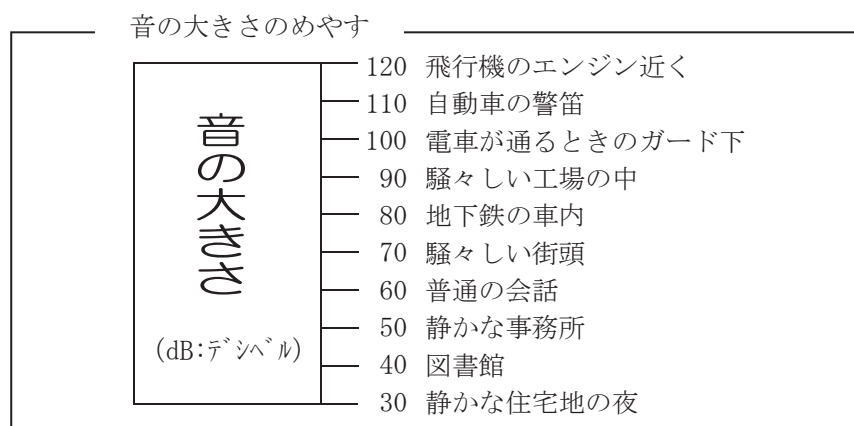 音の大きさのめやす
120 飛行機のエンジン近く
110 自動車の警笛
100 電車が通るときのガード下
90 騒々しい工場の中
80 地下鉄の車内
70 騒々しい街頭
60 普通の会話
50 静かな事務所
40 図書館
30 静かな住宅地の夜
音の大きさ
(dB:ﾃﾞｼﾍﾞﾙ)